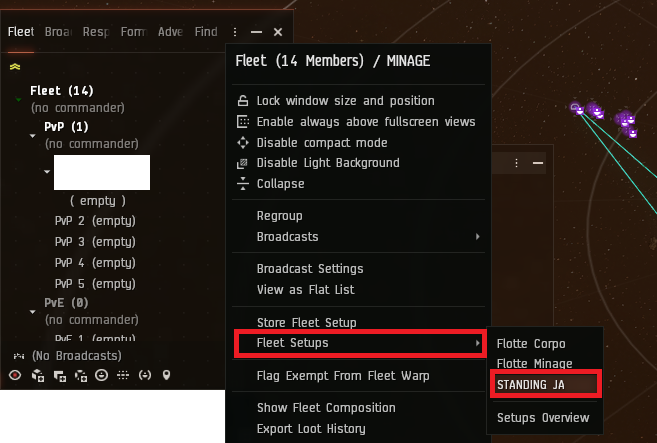 Fleet Broa Resp Form Adve Find
Fleet (14)
(no commander)
PvP (1)
(no commander)
( empty )
PvP 2 (empty)
PvP 3 (empty)
PvP 4 (empty)
PvP 5 (empty)
PvE (0)
(no commander)
PvE 1 (empty)
(No Broadcasts)
Fleet (14 Members) / MINAGE
Lock window size and position
Enable always above fullscreen views
Disable compact mode
Disable Light Background
Collapse
Regroup
Broadcasts
Broadcast Settings
View as Flat List
Store Fleet Setup
Fleet Setups
Flag Exempt From Fleet Warp
Show Fleet Composition
Export Loot History
Flotte Corpo
Flotte Minage
STANDING JA
Setups Overview